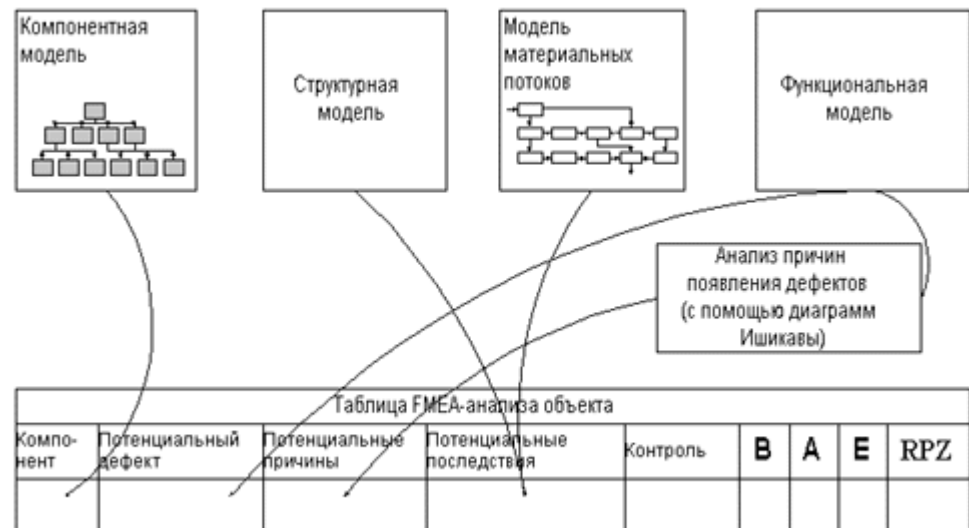 Компонентная
модель
Структурная
модель
Модель
материальных
потоков
Функциональная
модель
Анализ причин
появления дефектов
(с помощью диаграмм
Ишикавы)
Таблица FMEA-анализа объекта
Компо-
нент
Потенциальный
дефект
Потенциальные
причины
Потенциальные
последствия
Контроль
B
A
E
RPZ